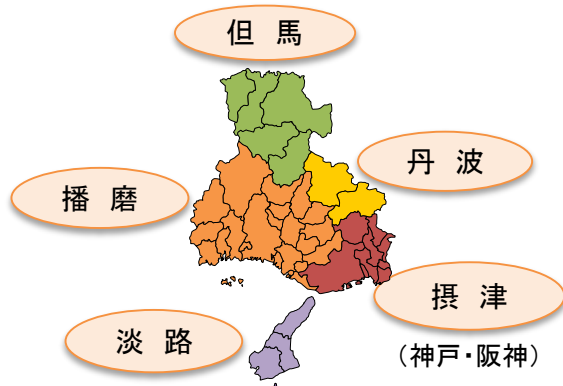 但 馬
丹 波
播 磨
摂 津
(神戸・阪神)
淡 路